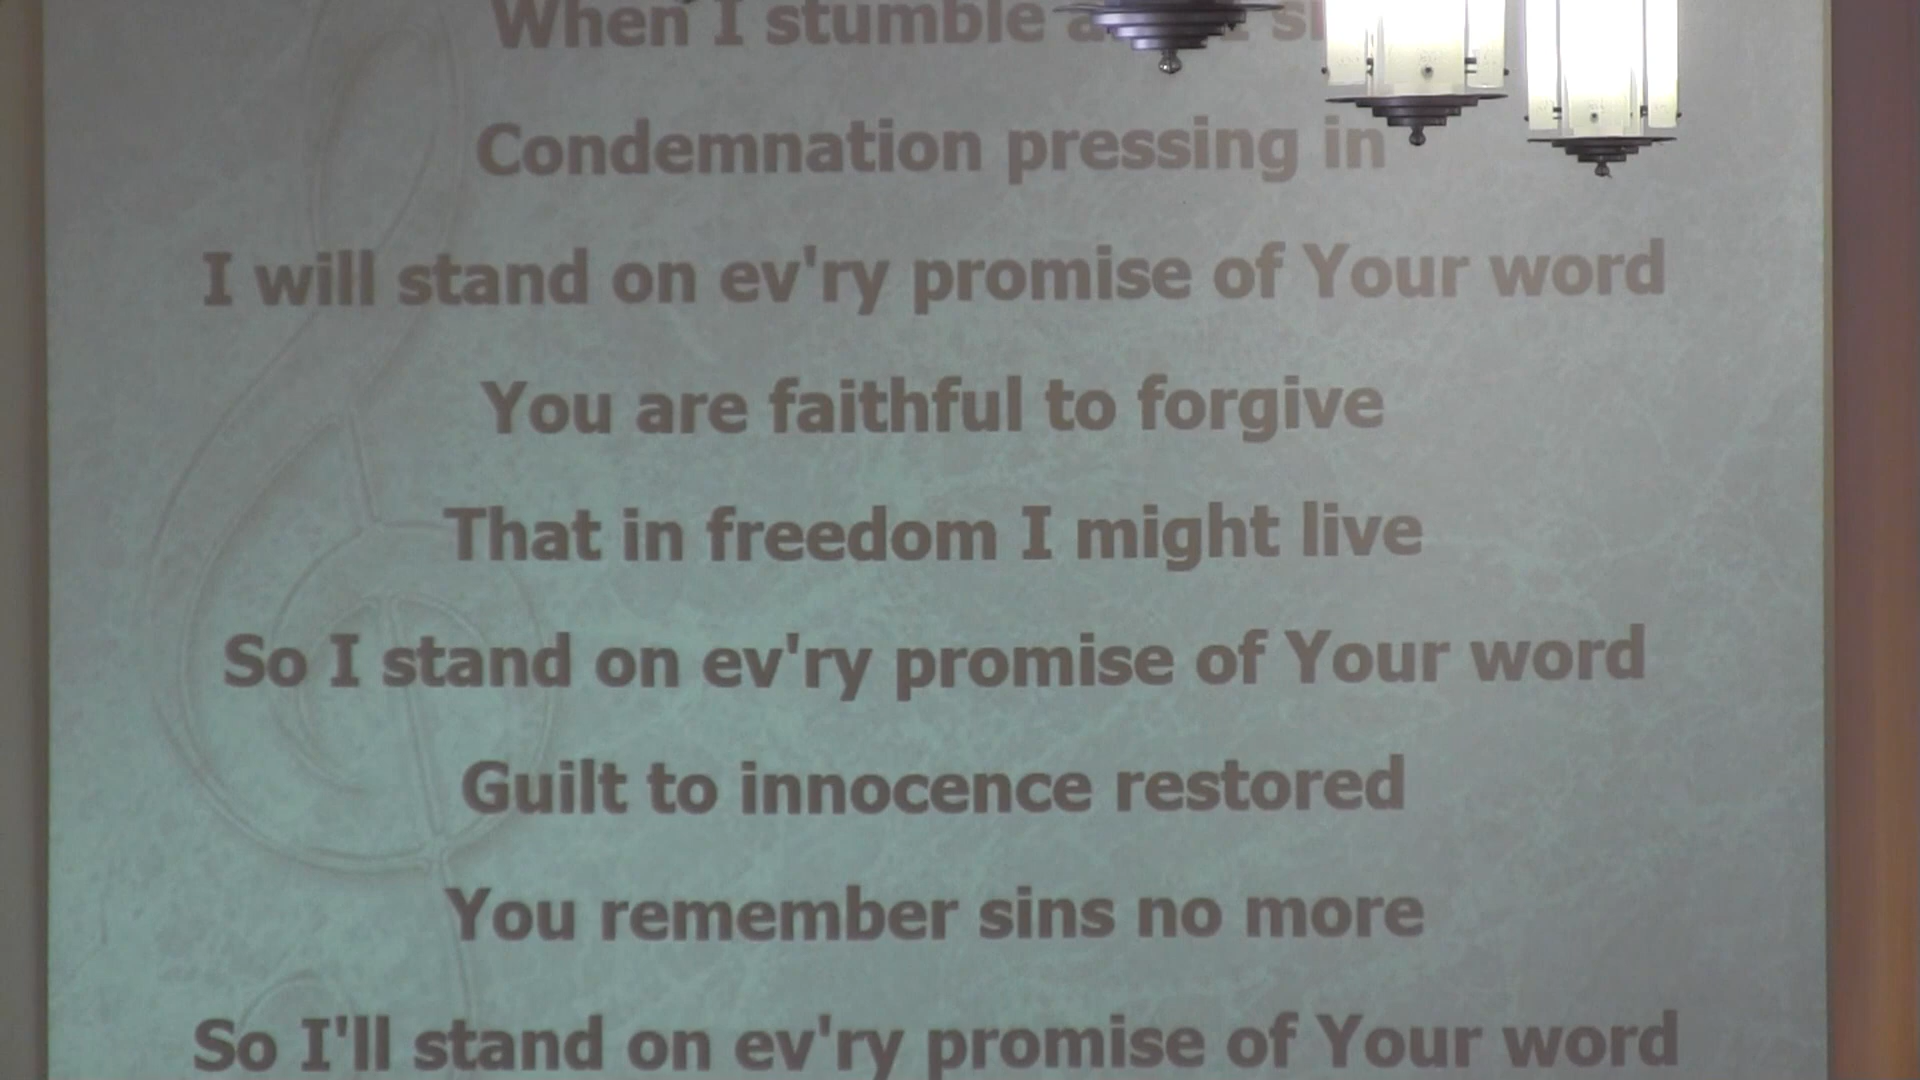 When I stumble
Condemnation pressing in
I will stand on ev'ry promise of Your word
You are faithful to forgive
That in freedom I might live
So I stand on ev'ry promise of Your word
Guilt to innocence restored
You remember sins no more
So I'll stand on ev'ry promise of Your word